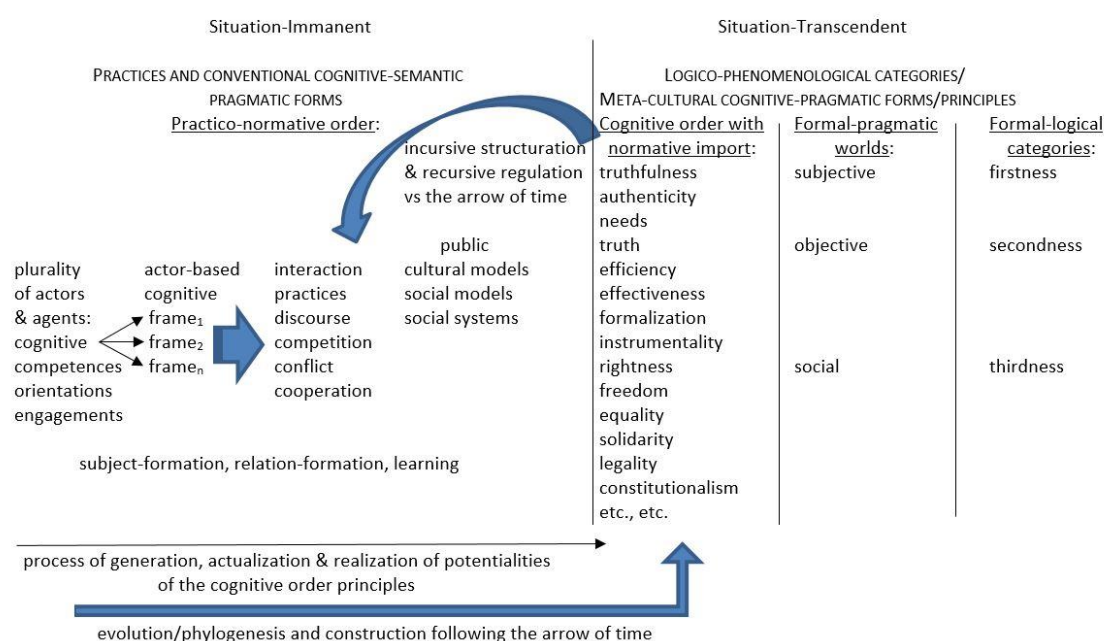 Situation-Immanent
Situation-Transcendent
PRACTICES AND CONVENTIONAL COGNITIVE-SEMANTIC
PRAGMATIC FORMS
LOGICO-PHENOMENOLOGICAL CATEGORIES/
META-CULTURAL COGNITIVE-PRAGMATIC FORMS/PRINCIPLES
Practico-normative order:
incursive structuration
& recursive regulation
vs the arrow of time
plurality
of actors
& agents:
cognitive
competences
orientations
engagements
actor-based
cognitive
frame₁
frame₂
frameₙ
interaction
practices
discourse
competition
conflict
cooperation
public
cultural models
social models
social systems
subject-formation, relation-formation, learning
Cognitive order with
normative import:
truthfulness
authenticity
needs
truth
efficiency
effectiveness
formalization
instrumentality
rightness
freedom
equality
solidarity
legality
constitutionalism
etc., etc.
Formal-pragmatic
worlds:
subjective
objective
social
Formal-logical
categories:
firstness
secondness
thirdness
process of generation, actualization & realization of potentialities
of the cognitive order principles
evolution/phylogenesis and construction following the arrow of time